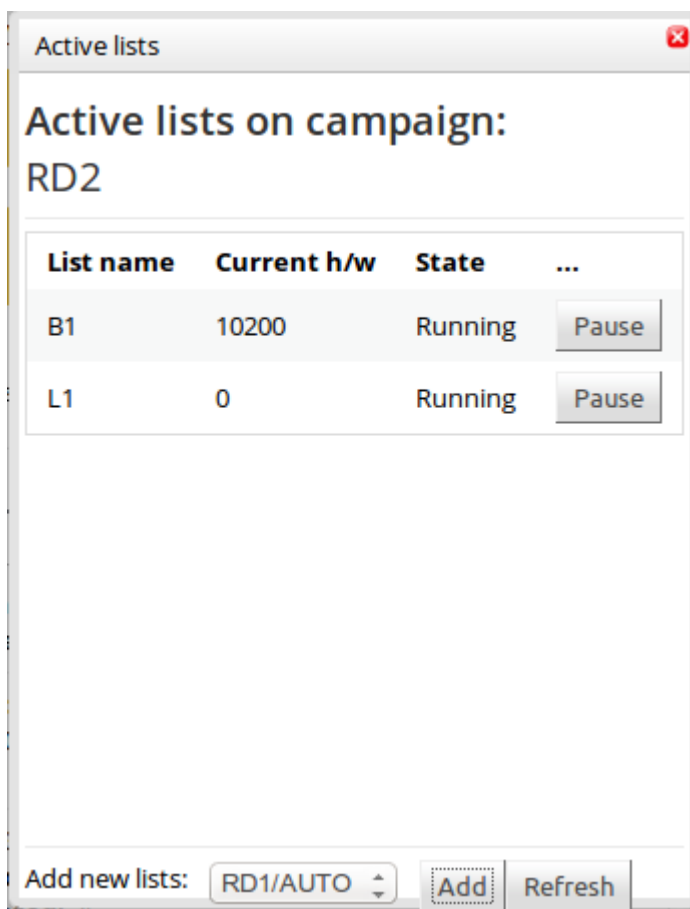 Active lists
Active lists on campaign:
RD2
List name Current h/w State ...
B1 10200 Running Pause
L1 0 Running Pause
Add new lists: RD1/AUTO Add Refresh